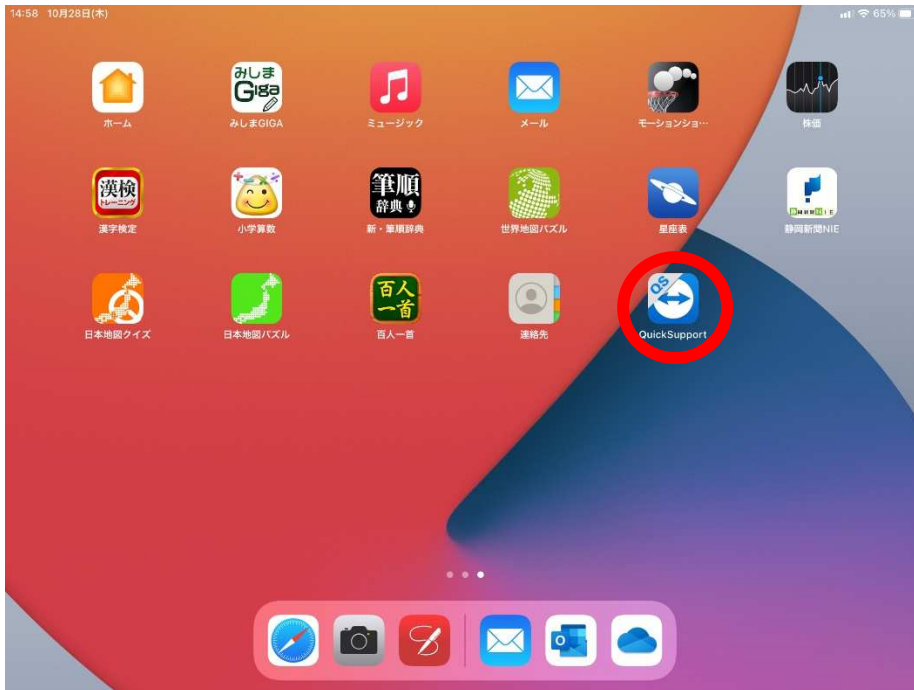 14:58 10月28日(木)
65%
みしま
GIGa
ホーム
みしまGIGA
ミュージック
メール
モーションショ…
株価
漢検
トレーニング
筆順
辞典
漢字検定
小学算数
新・筆順辞典
世界地図パズル
星座表
静岡新聞NIE
百人
一首
QS
日本地図クイズ
日本地図パズル
百人一首
連絡先
QuickSupport